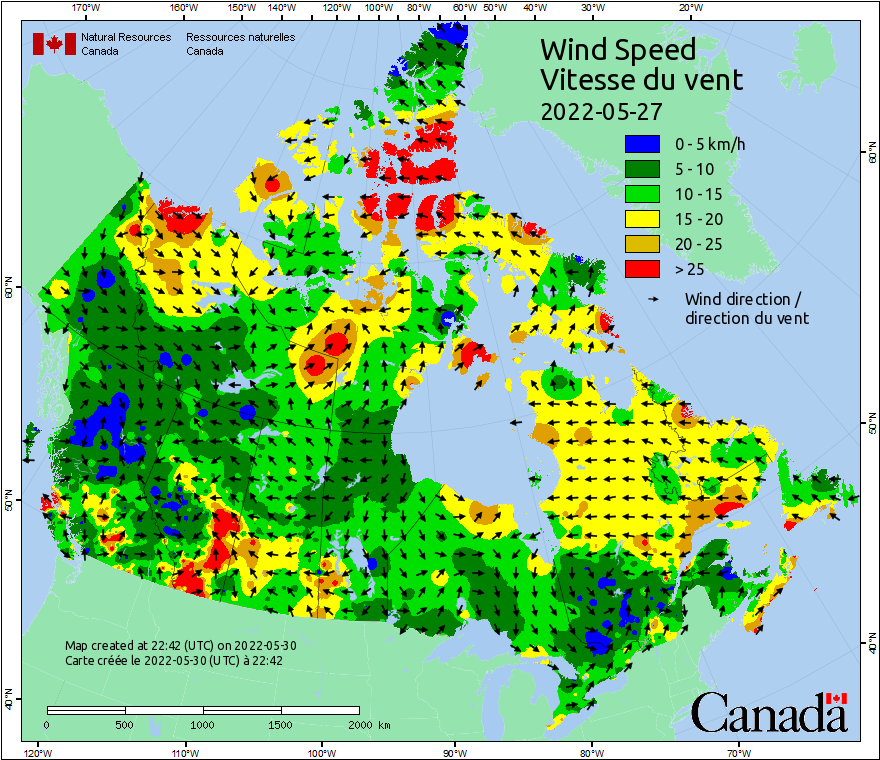 170°W 160°W 150°W 140°W 130°W 120°W 110°W 100°W 90°W 80°W 70°W 60°W 50°W 40°W 30°W 20°W
Natural Resources Ressources naturelles
Canada Canada
Wind Speed
Vitesse du vent
2022-05-27
0 - 5 km/h
5 - 10
10 - 15
15 - 20
20 - 25
> 25
Wind direction /
direction du vent
60°N
60°N
50°N
50°N
40°N
40°N
Map created at 22:42 (UTC) on 2022-05-30
Carte créée le 2022-05-30 (UTC) à 22:42
0 500 1000 1500 2000 km
Canada
120°W 110°W 100°W 90°W 80°W 70°W